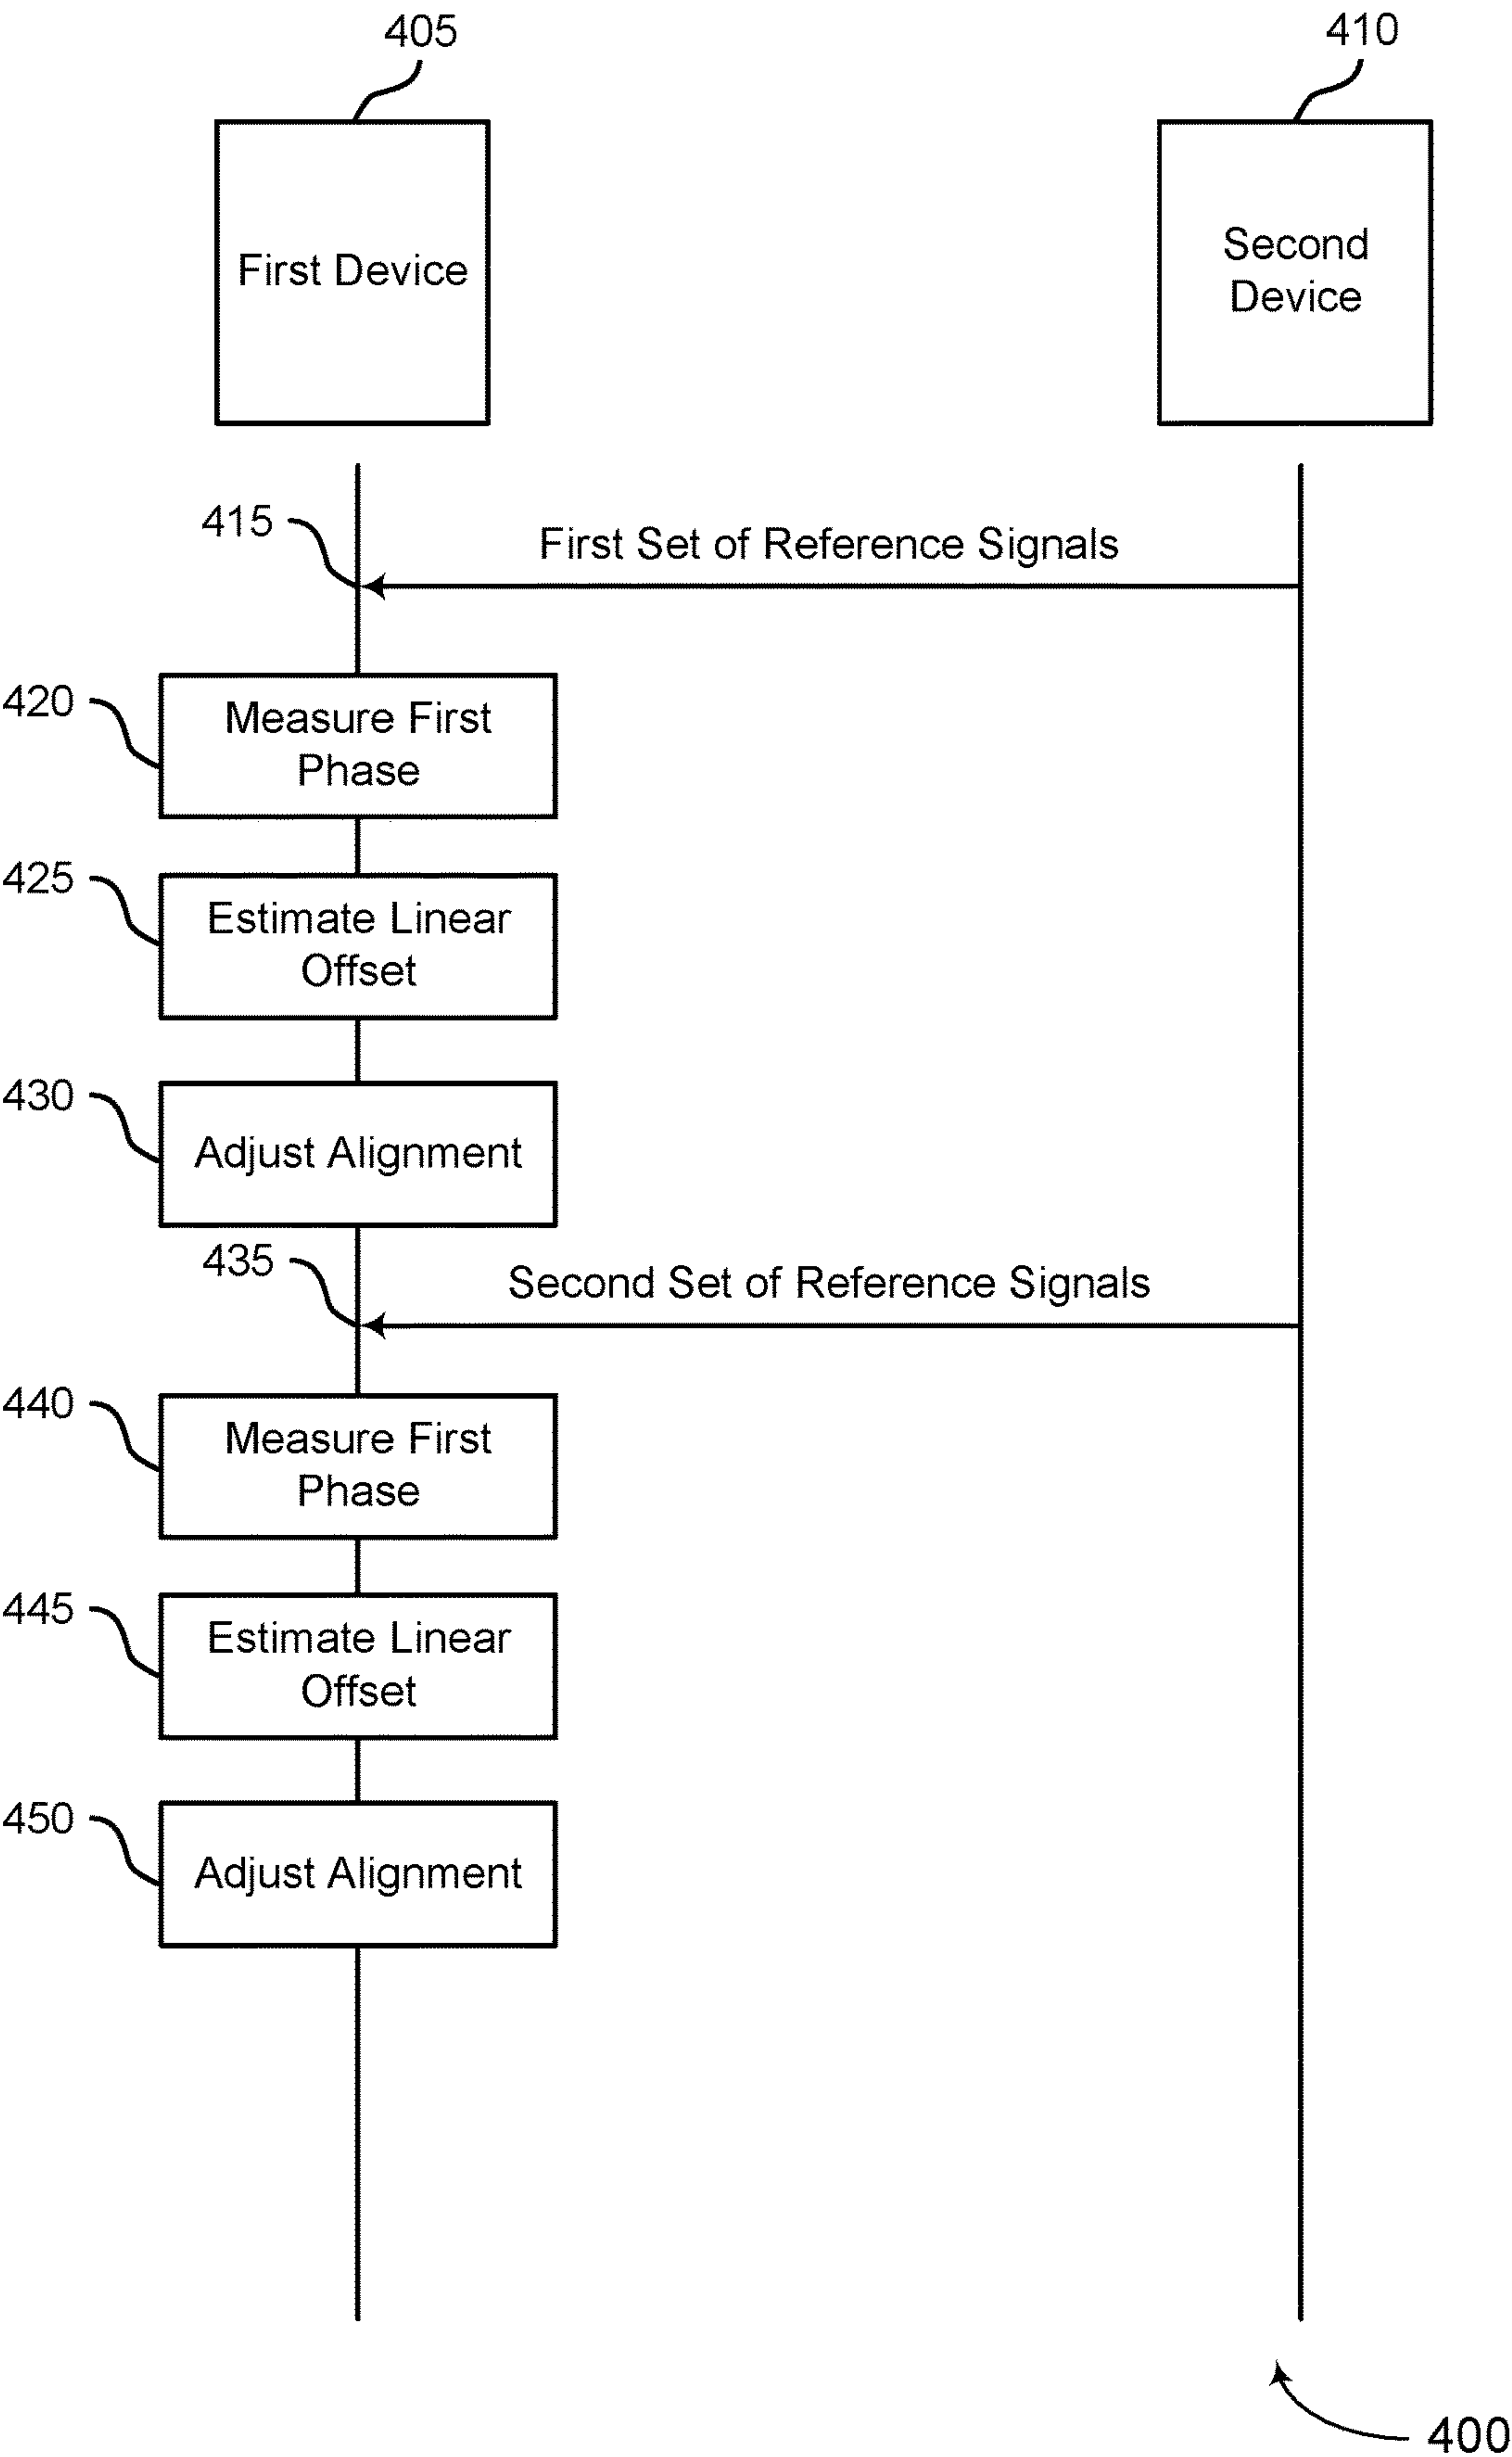 405
410
First Device
Second
Device
415
First Set of Reference Signals
420
Measure First
Phase
425
Estimate Linear
Offset
430
Adjust Alignment
435
Second Set of Reference Signals
440
Measure First
Phase
445
Estimate Linear
Offset
450
Adjust Alignment
400